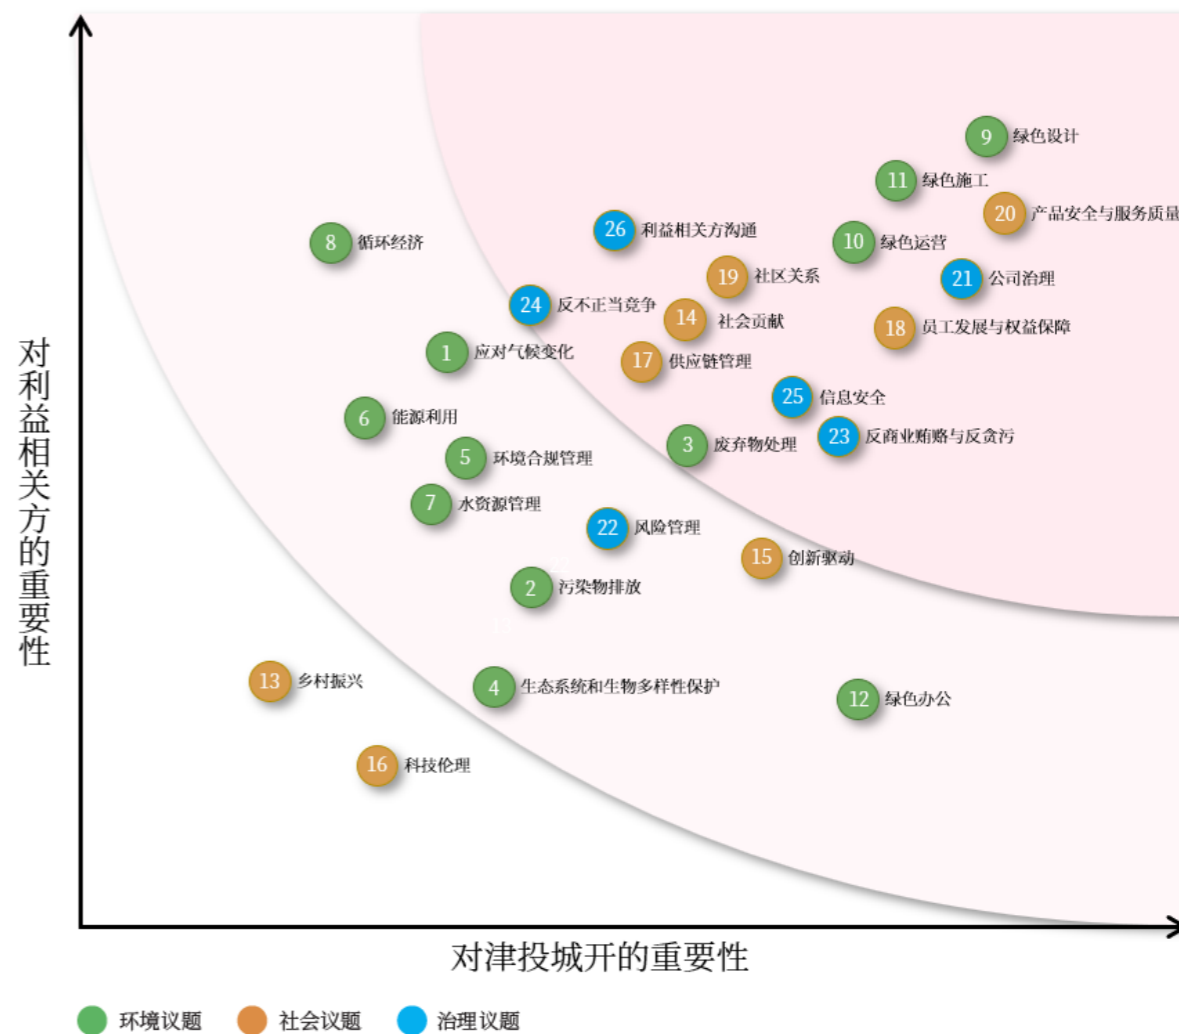 9 绿色设计
11 绿色施工
20 产品安全与服务质量
26 利益相关方沟通
8 循环经济
10 绿色运营
19 社区关系
21 公司治理
24 反不正当竞争
14 社会贡献
18 员工发展与权益保障
1 应对气候变化
17 供应链管理
25 信息安全
6 能源利用
23 反商业贿赂与反贪污
3 废弃物处理
5 环境合规管理
7 水资源管理
22 风险管理
15 创新驱动
2 污染物排放
13 乡村振兴
4 生态系统和生物多样性保护
12 绿色办公
16 科技伦理
对利益相关方的重要性
对津投城开的重要性
环境议题 社会议题 治理议题